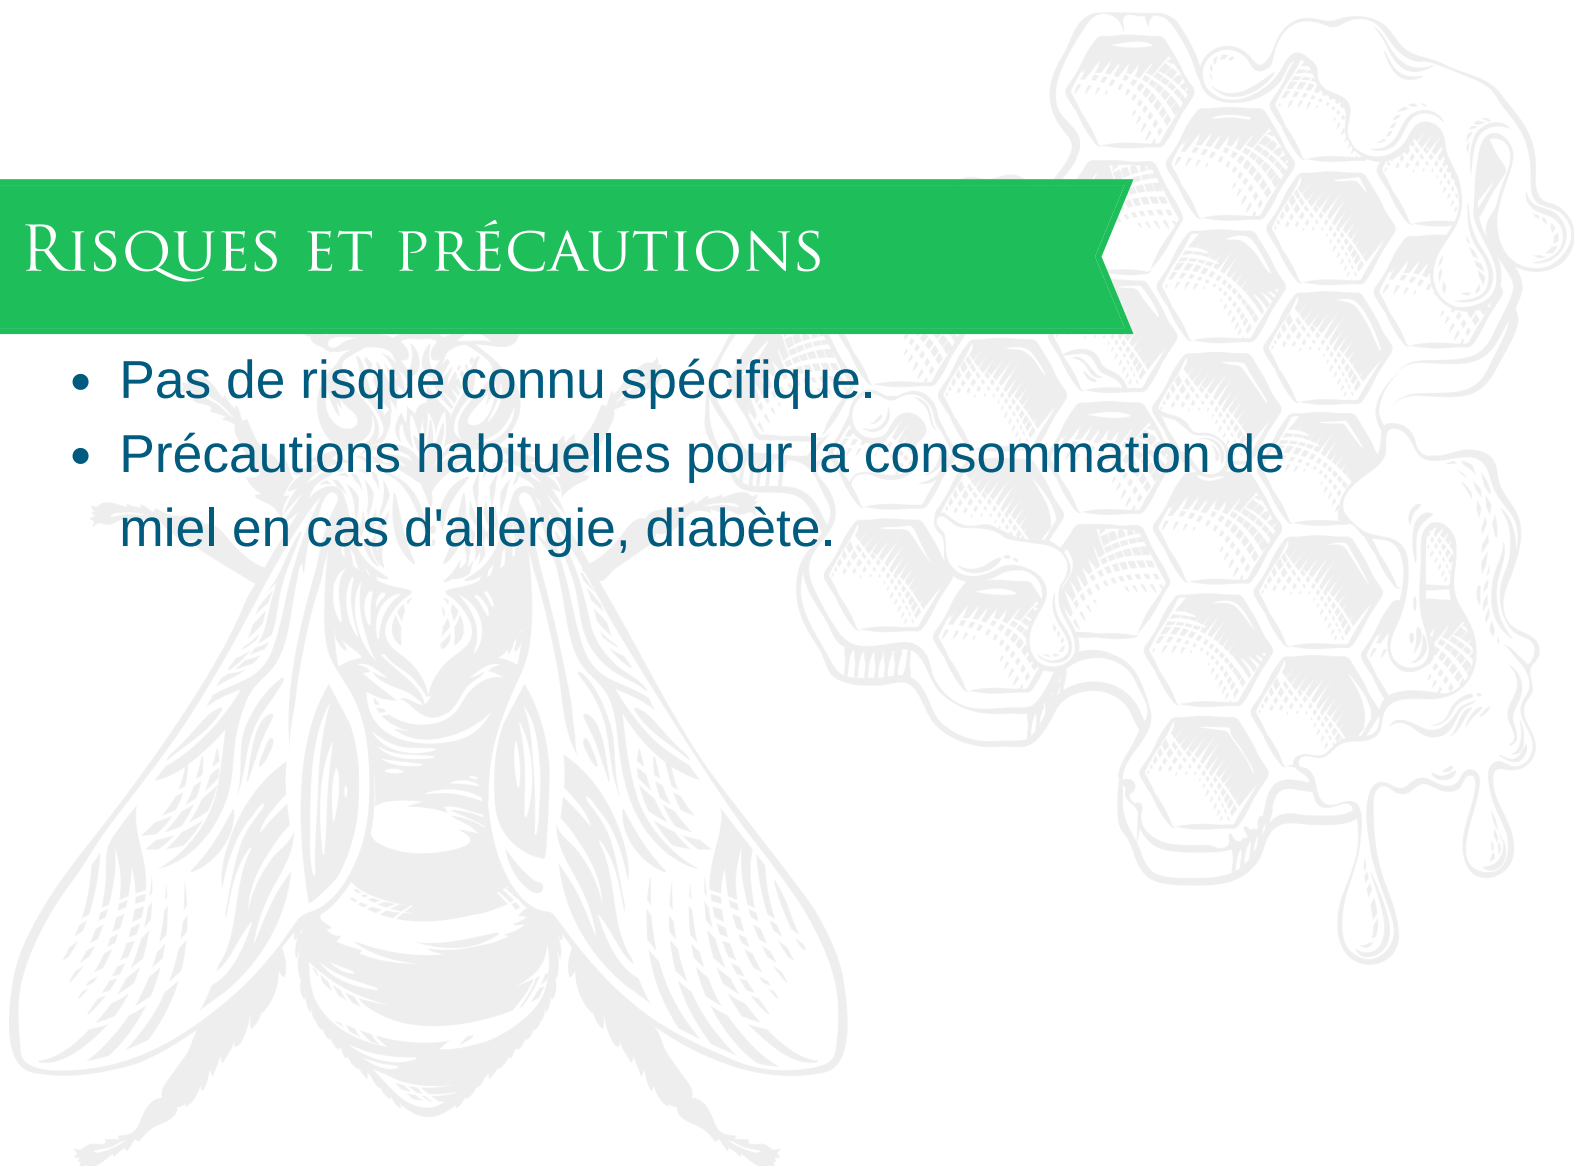 Risques et précautions
• Pas de risque connu spécifique.
• Précautions habituelles pour la consommation de
miel en cas d'allergie, diabète.